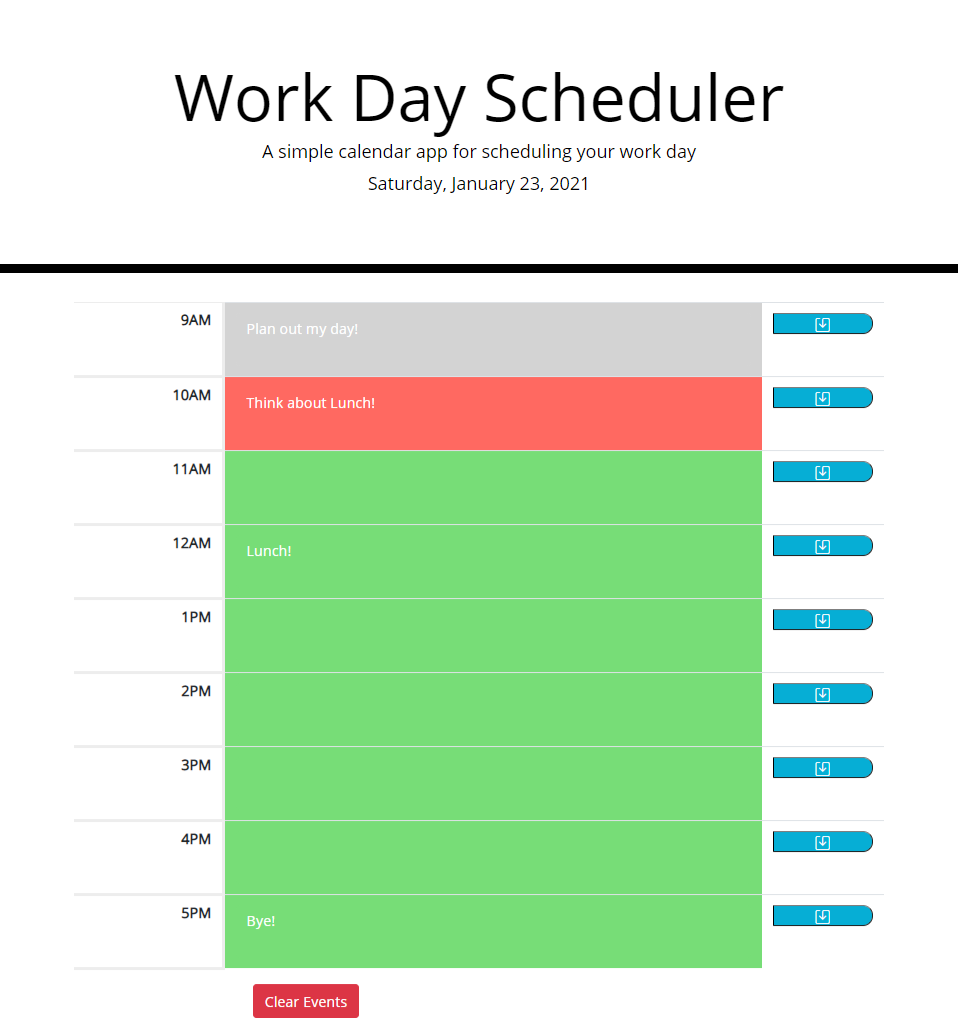 Work Day Scheduler
A simple calendar app for scheduling your work day
Saturday, January 23, 2021
9AM Plan out my day!
10AM Think about Lunch!
11AM
12AM Lunch!
1PM
2PM
3PM
4PM
5PM Bye!
Clear Events